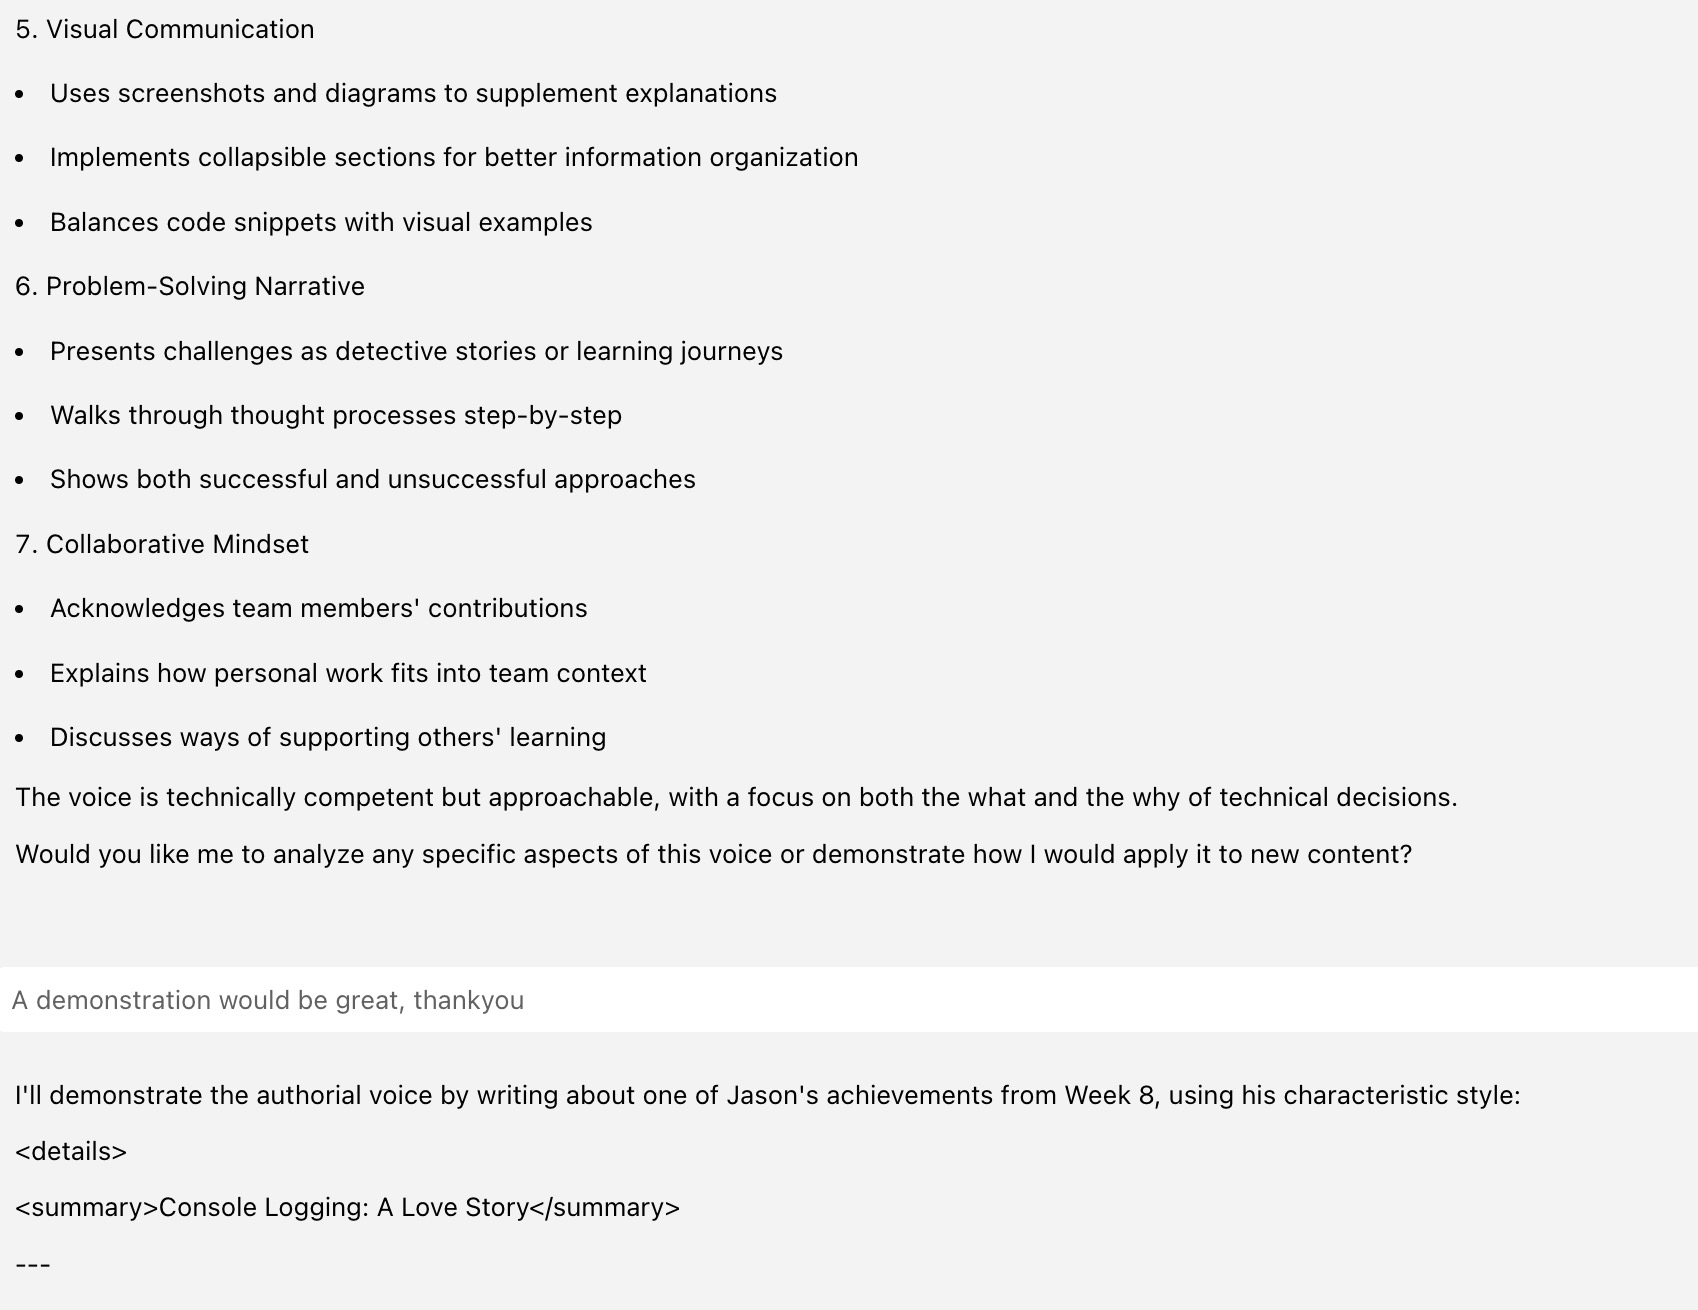 5. Visual Communication
• Uses screenshots and diagrams to supplement explanations
• Implements collapsible sections for better information organization
• Balances code snippets with visual examples
6. Problem-Solving Narrative
• Presents challenges as detective stories or learning journeys
• Walks through thought processes step-by-step
• Shows both successful and unsuccessful approaches
7. Collaborative Mindset
• Acknowledges team members' contributions
• Explains how personal work fits into team context
• Discusses ways of supporting others' learning
The voice is technically competent but approachable, with a focus on both the what and the why of technical decisions.
Would you like me to analyze any specific aspects of this voice or demonstrate how I would apply it to new content?
A demonstration would be great, thankyou
I'll demonstrate the authorial voice by writing about one of Jason's achievements from Week 8, using his characteristic style:
<details>
<summary>Console Logging: A Love Story</summary>
---